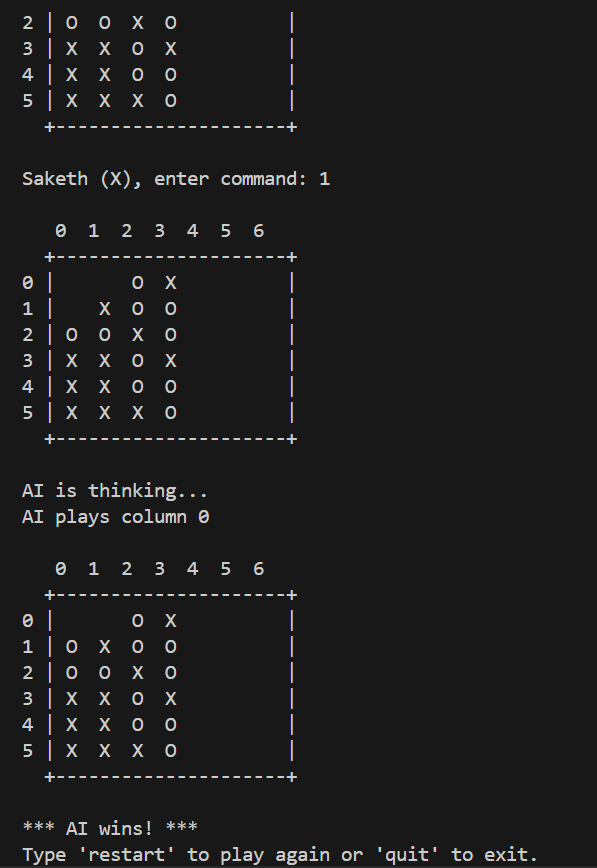 2 | O  O  X  O          |
3 | X  X  O  X          |
4 | X  X  O  O          |
5 | X  X  X  O          |
  +---------------------+
Saketh (X), enter command: 1
   0  1  2  3  4  5  6
  +---------------------+
0 |       O  X          |
1 |    X  O  O          |
2 | O  O  X  O          |
3 | X  X  O  X          |
4 | X  X  O  O          |
5 | X  X  X  O          |
  +---------------------+
AI is thinking...
AI plays column 0
   0  1  2  3  4  5  6
  +---------------------+
0 |       O  X          |
1 | O  X  O  O          |
2 | O  O  X  O          |
3 | X  X  O  X          |
4 | X  X  O  O          |
5 | X  X  X  O          |
  +---------------------+
*** AI wins! ***
Type 'restart' to play again or 'quit' to exit.